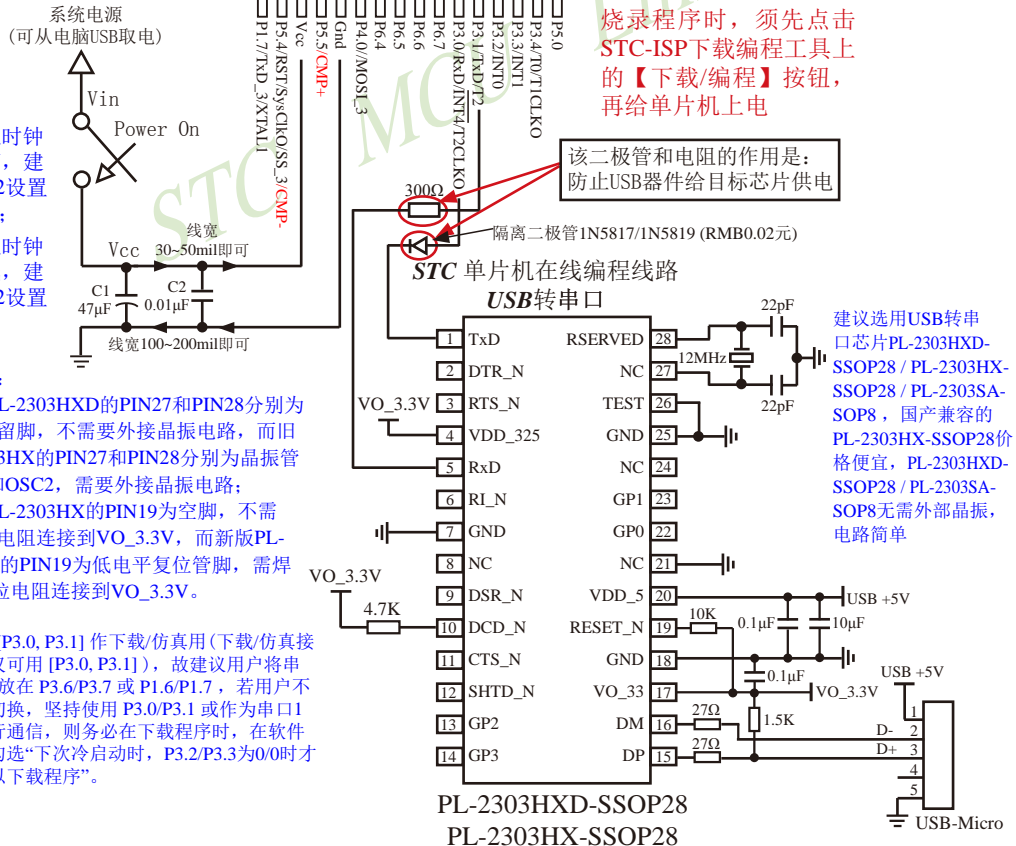 系统电源
(可从电脑USB取电)
Vin
Power On
P1.7/TxD_3/XTAL1
P5.4/RST/SysClkO/SS_3/CMP-
Vcc
P5.5/CMP+
Gnd
P4.0/MOSI_3
P6.4
P6.5
P6.6
P6.7
P3.0/RxD/INT4/T2CLKO
P3.1/TxD/T2
P3.2/INT0
P3.3/INT1
P3.4/T0/T1CLKO
P5.0
STC MCU
烧录程序时，须先点击
STC-ISP下载编程工具上
的【下载/编程】按钮，
再给单片机上电
时钟
，建
2设置
；
时钟
，建
2设置
该二极管和电阻的作用是：
防止USB器件给目标芯片供电
300Ω
隔离二极管1N5817/1N5819 (RMB0.02元)
Vcc
线宽
30~50mil即可
C1
47μF
C2
0.01μF
线宽100~200mil即可
STC 单片机在线编程线路
USB转串口
1 TxD
2 DTR_N
3 RTS_N
4 VDD_325
5 RxD
6 RI_N
7 GND
8 NC
9 DSR_N
10 DCD_N
11 CTS_N
12 SHTD_N
13 GP2
14 GP3
RSERVED 28
NC 27
TEST 26
GND 25
NC 24
GP1 23
GP0 22
NC 21
VDD_5 20
RESET_N 19
GND 18
VO_33 17
DM 16
DP 15
VO_3.3V
VO_3.3V
4.7K
22pF
12MHz
22pF
建议选用USB转串
口芯片PL-2303HXD-
SSOP28 / PL-2303HX-
SSOP28 / PL-2303SA-
SOP8 ，国产兼容的
PL-2303HX-SSOP28价
格便宜，PL-2303HXD-
SSOP28 / PL-2303SA-
SOP8无需外部晶振，
电路简单
：
L-2303HXD的PIN27和PIN28分别为
留脚，不需要外接晶振电路，而旧
3HX的PIN27和PIN28分别为晶振管
和OSC2，需要外接晶振电路；
L-2303HX的PIN19为空脚，不需
电阻连接到VO_3.3V，而新版PL-
的PIN19为低电平复位管脚，需焊
位电阻连接到VO_3.3V。
[P3.0, P3.1] 作下载/仿真用(下载/仿真接
仅可用 [P3.0, P3.1] )，故建议用户将串
放在 P3.6/P3.7 或 P1.6/P1.7 ，若用户不
切换，坚持使用 P3.0/P3.1 或作为串口1
行通信，则务必在下载程序时，在软件
勾选“下次冷启动时，P3.2/P3.3为0/0时才
以下载程序”。
USB +5V
10K
0.1μF
10μF
0.1μF
VO_3.3V
27Ω
1.5K
27Ω
USB +5V
D-
D+
1
2
3
4
5
USB-Micro
PL-2303HXD-SSOP28
PL-2303HX-SSOP28